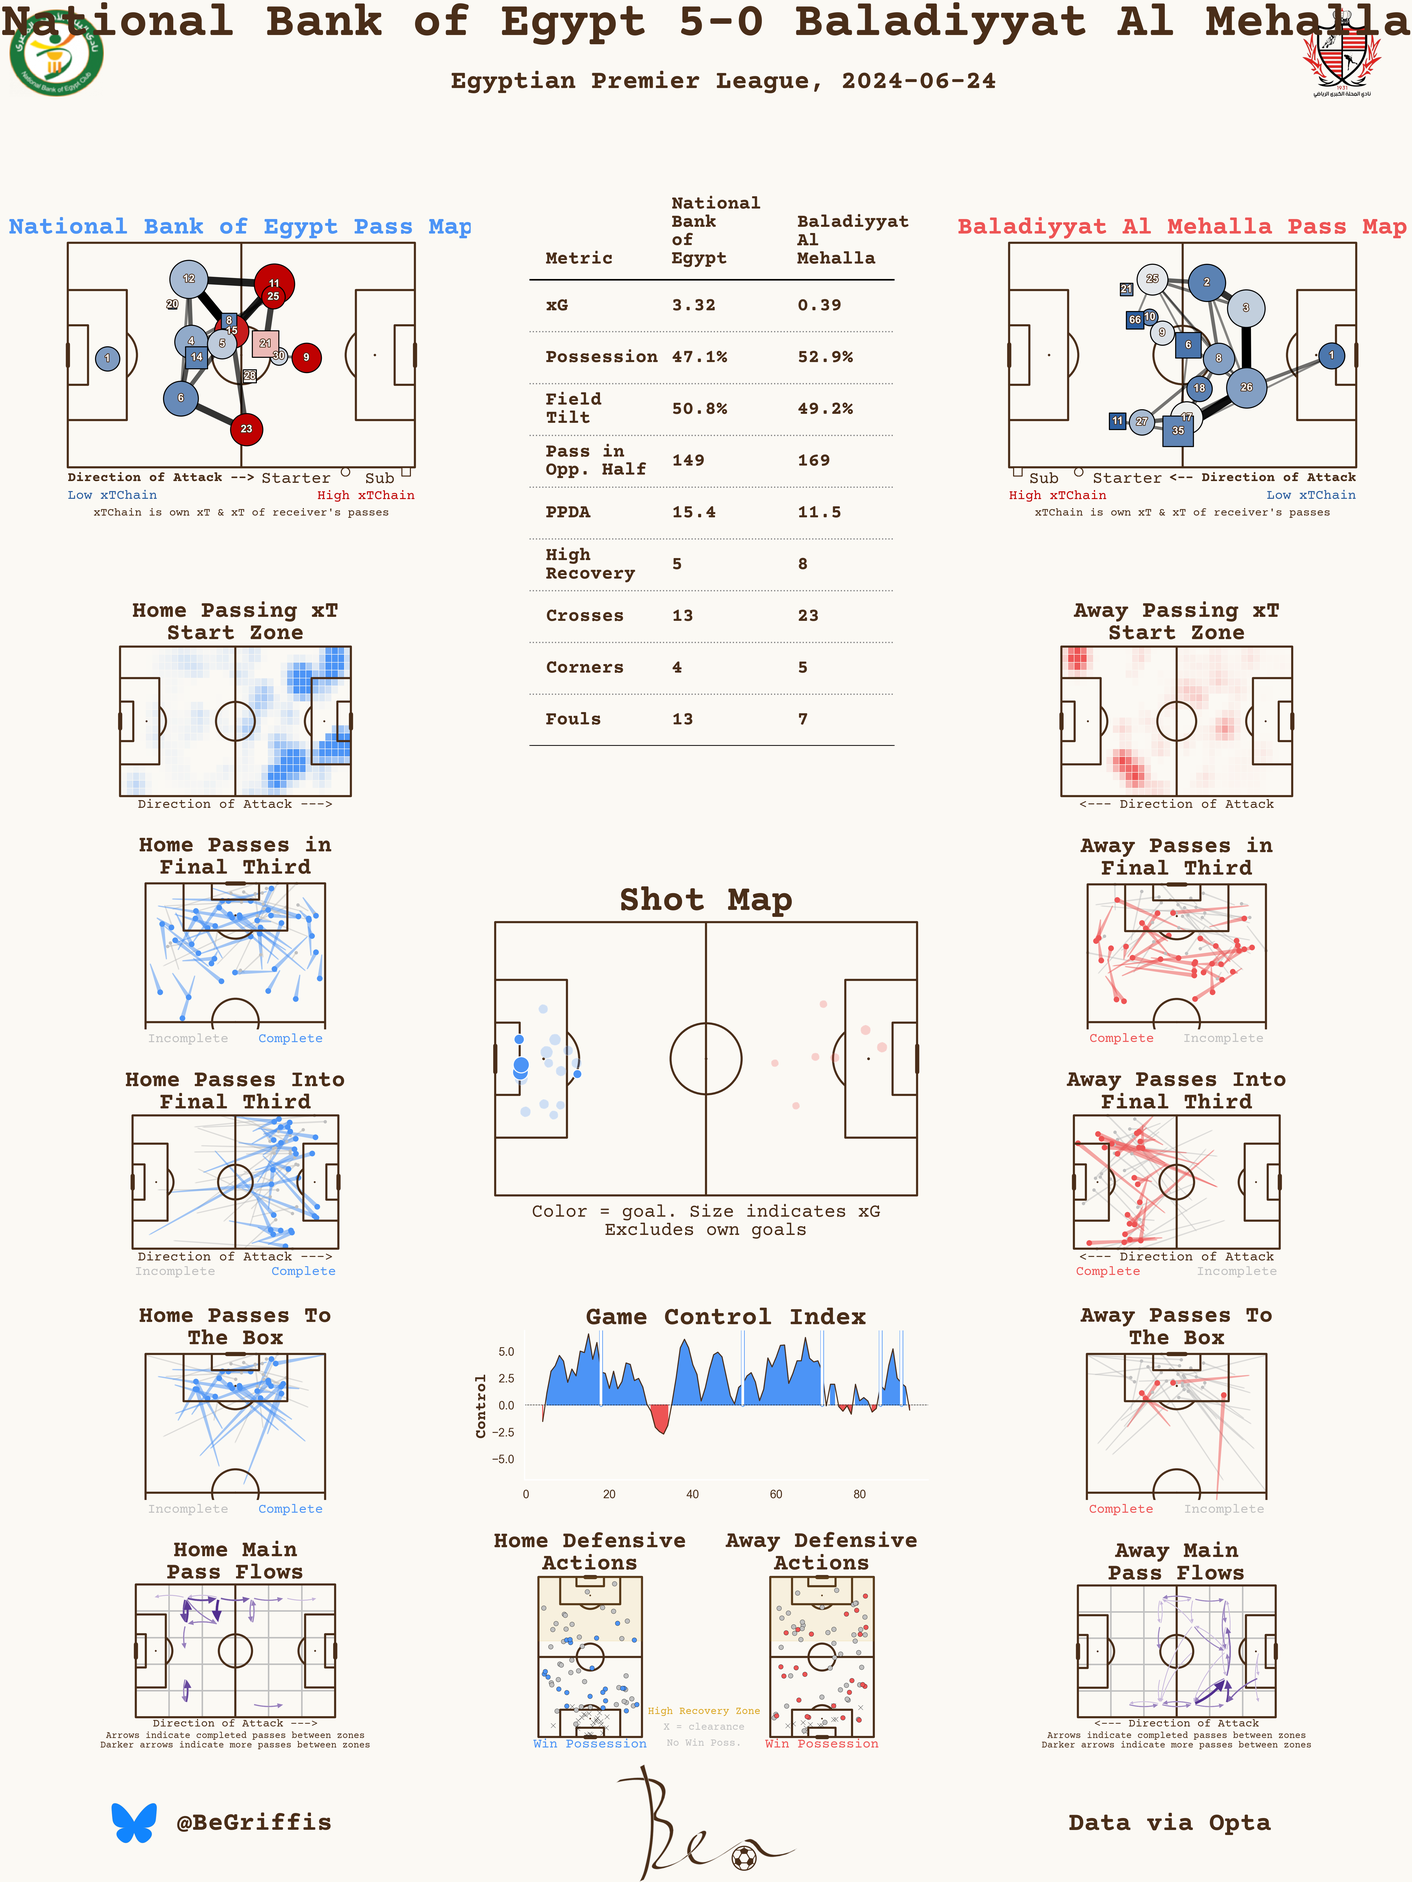 National Bank of Egypt 5-0 Baladiyyat Al Mehalla
Egyptian Premier League, 2024-06-24
National Bank of Egypt Club
1931
نادي البلدية المحلة الكبرى الرياضي
National Bank of Egypt Pass Map
12
11
25
20
8
15
4
5
21
14
30
9
1
28
6
23
Direction of Attack --> Starter Sub
Low xTChain High xTChain
xTChain is own xT & xT of receiver's passes
Metric National Bank of Egypt Baladiyyat Al Mehalla
xG 3.32 0.39
Possession 47.1% 52.9%
Field Tilt 50.8% 49.2%
Pass in Opp. Half 149 169
PPDA 15.4 11.5
High Recovery 5 8
Crosses 13 23
Corners 4 5
Fouls 13 7
Baladiyyat Al Mehalla Pass Map
25
2
21
3
66
10
9
6
8
1
18
26
11
27
17
35
Sub Starter <-- Direction of Attack
High xTChain Low xTChain
xTChain is own xT & xT of receiver's passes
Home Passing xT
Start Zone
Direction of Attack --->
Away Passing xT
Start Zone
<--- Direction of Attack
Home Passes in
Final Third
Incomplete Complete
Away Passes in
Final Third
Complete Incomplete
Shot Map
Color = goal. Size indicates xG
Excludes own goals
Home Passes Into
Final Third
Direction of Attack --->
Incomplete Complete
Away Passes Into
Final Third
<--- Direction of Attack
Complete Incomplete
Home Passes To
The Box
Incomplete Complete
Game Control Index
Control
5.0
2.5
0.0
−2.5
−5.0
0 20 40 60 80
Away Passes To
The Box
Complete Incomplete
Home Main
Pass Flows
Direction of Attack --->
Arrows indicate completed passes between zones
Darker arrows indicate more passes between zones
Home Defensive
Actions
Win Possession
Away Defensive
Actions
Win Possession
High Recovery Zone
X = clearance
No Win Poss.
Away Main
Pass Flows
<--- Direction of Attack
Arrows indicate completed passes between zones
Darker arrows indicate more passes between zones
@BeGriffis
Ben
Data via Opta